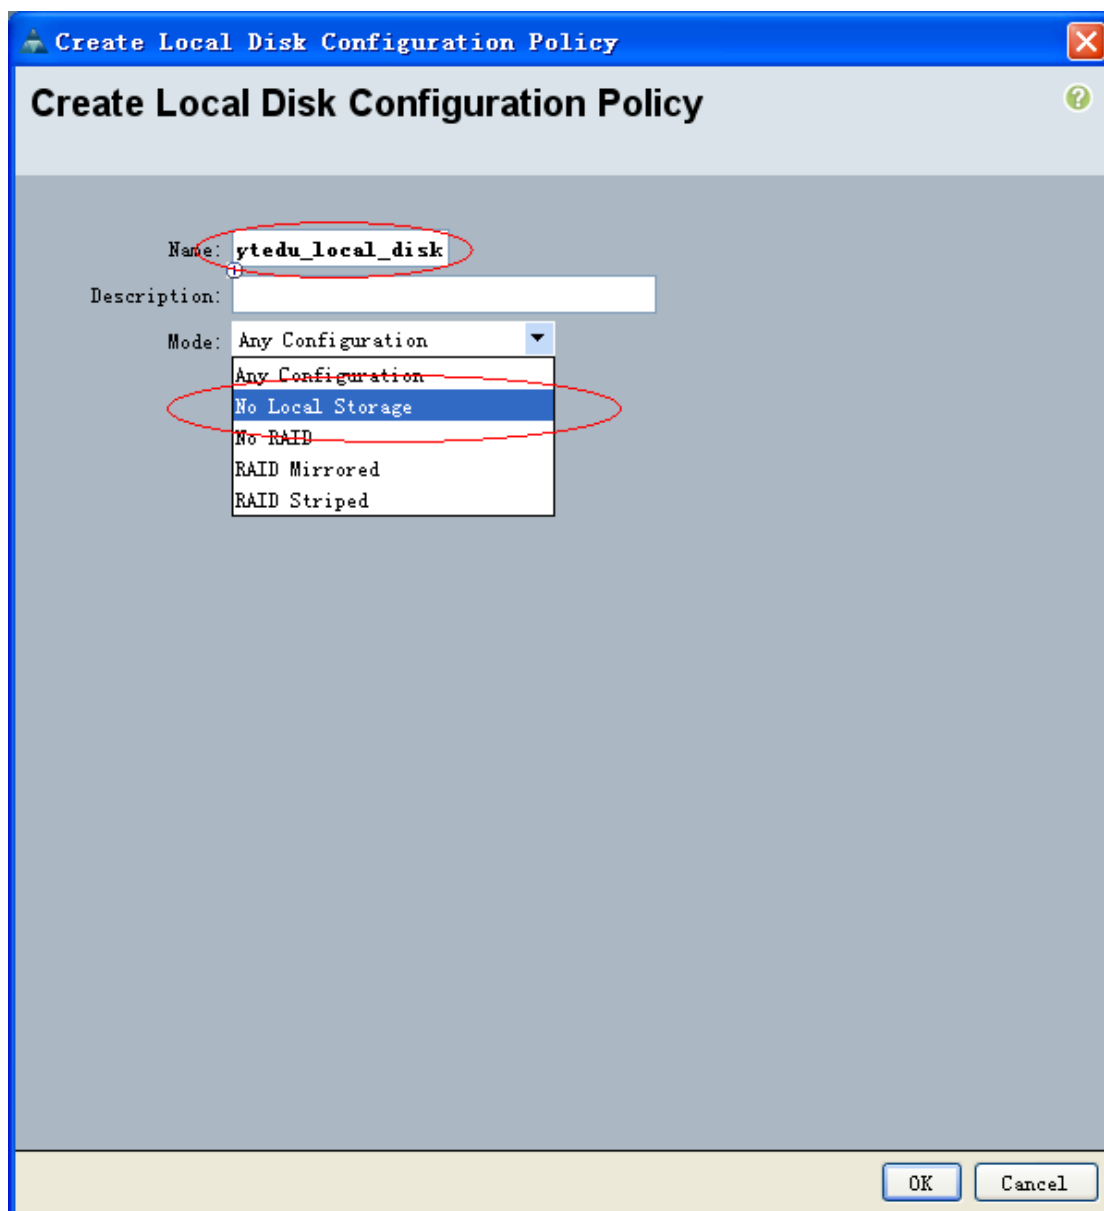 Create Local Disk Configuration Policy
Create Local Disk Configuration Policy
?
Name: ytedu_local_disk
Description:
Mode: Any Configuration
Any Configuration
No Local Storage
No RAID
RAID Mirrored
RAID Striped
OK Cancel